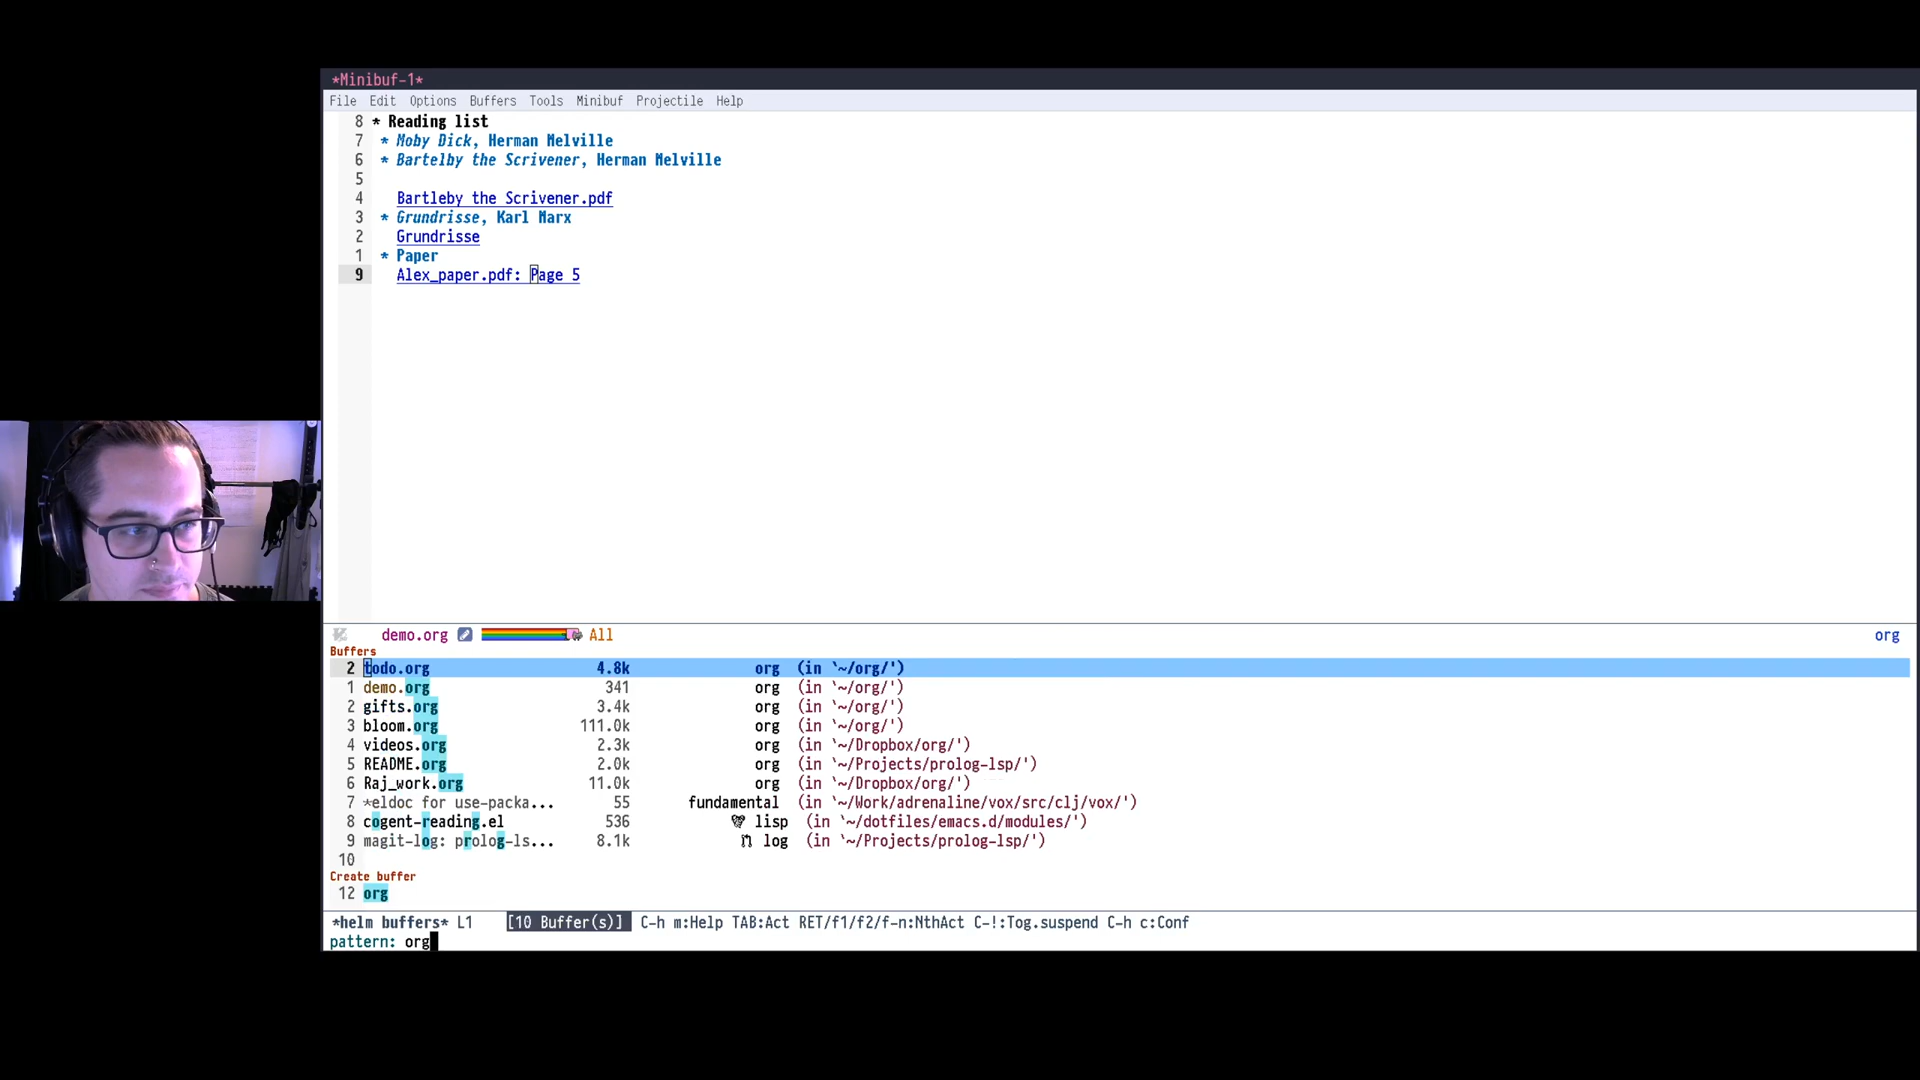 *Minibuf-1*
File Edit Options Buffers Tools Minibuf Projectile Help
8 * Reading list
7 * Moby Dick, Herman Melville
6 * Bartelby the Scrivener, Herman Melville
5
4 Bartleby the Scrivener.pdf
3 * Grundrisse, Karl Marx
2 Grundrisse
1 * Paper
9 Alex_paper.pdf: Page 5
demo.org All org
Buffers
2 todo.org 4.8k org (in `~/org/')
1 demo.org 341 org (in `~/org/')
2 gifts.org 3.4k org (in `~/org/')
3 bloom.org 111.0k org (in `~/org/')
4 videos.org 2.3k org (in `~/Dropbox/org/')
5 README.org 2.0k org (in `~/Projects/prolog-lsp/')
6 Raj_work.org 11.0k org (in `~/Dropbox/org/')
7 *eldoc for use-packa... 55 fundamental (in `~/Work/adrenaline/vox/src/clj/vox/')
8 cogent-reading.el 536 lisp (in `~/dotfiles/emacs.d/modules/')
9 magit-log: prolog-ls... 8.1k log (in `~/Projects/prolog-lsp/')
10
Create buffer
12 org
*helm buffers* L1 [10 Buffer(s)] C-h m:Help TAB:Act RET/f1/f2/f-n:NthAct C-!:Tog.suspend C-h c:Conf
pattern: org